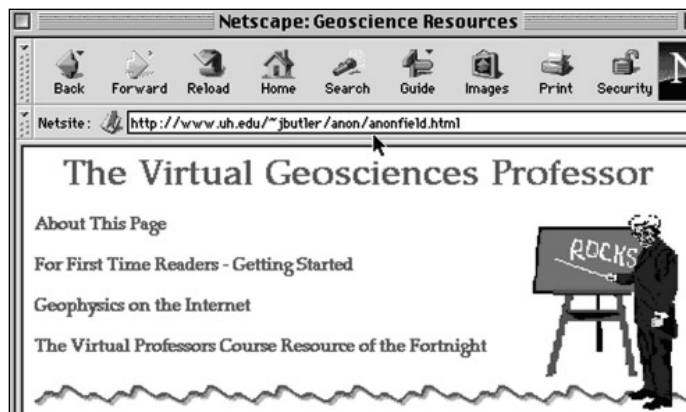 Netscape: Geoscience Resources
Back Forward Reload Home Search Guide Images Print Security N
Netsite: http://www.uh.edu/~jbutler/anon/anonfield.html
The Virtual Geosciences Professor
About This Page
ROCKS
For First Time Readers - Getting Started
Geophysics on the Internet
The Virtual Professors Course Resource of the Fortnight